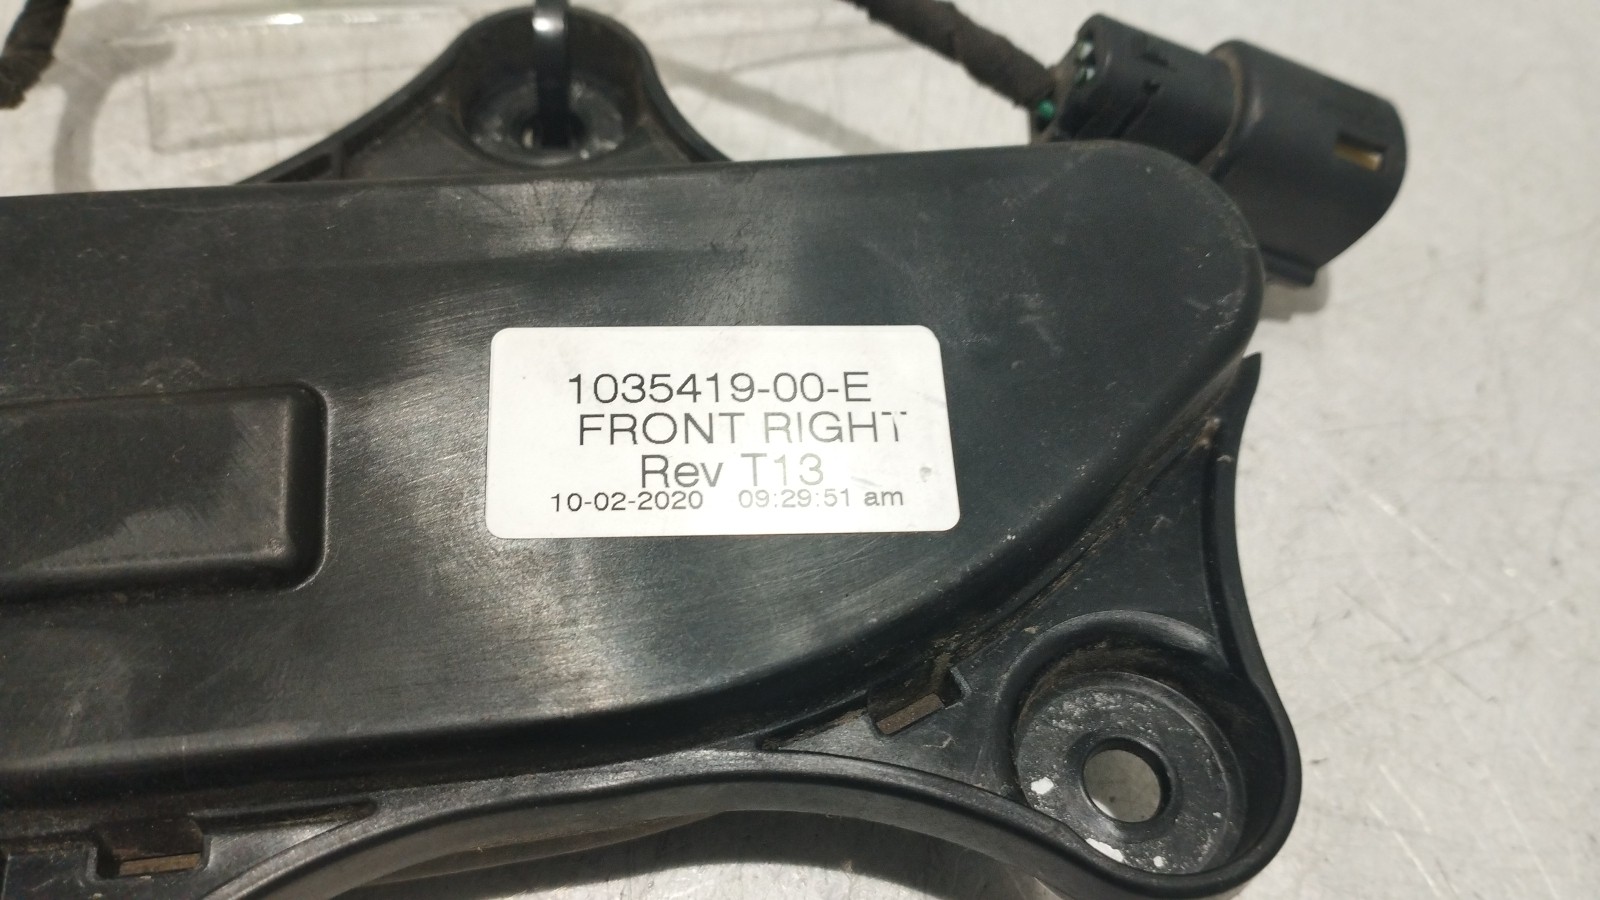 1035419-00-E
FRONT RIGHT
Rev T13
10-02-2020 09:29:51 am